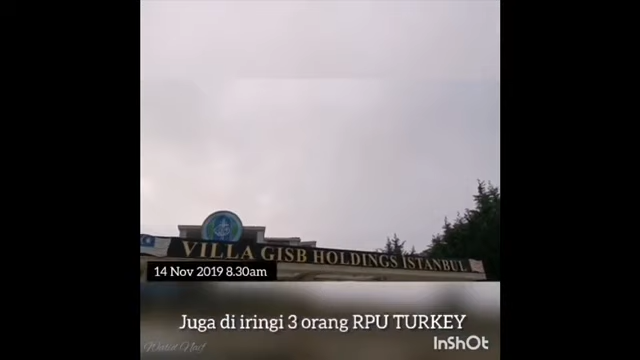 VILLA GISB HOLDINGS ISTANBUL
14 Nov 2019 8.30am
Juga di iringi 3 orang RPU TURKEY
InShOt